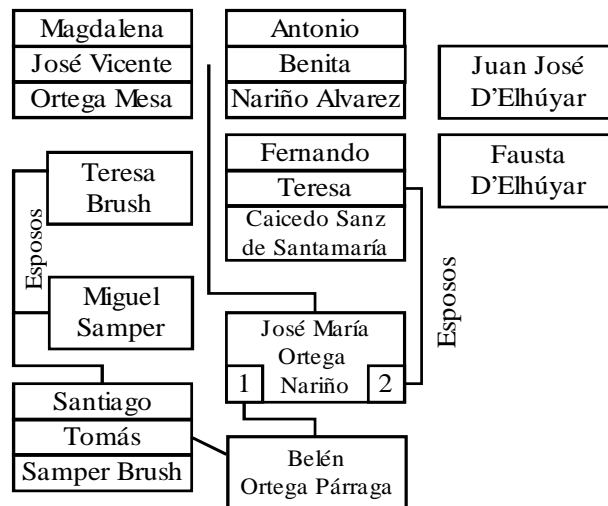 Magdalena
José Vicente
Ortega Mesa
Antonio
Benita
Nariño Alvarez
Juan José
D’Elhúyar
Teresa
Brush
Fernando
Teresa
Caicedo Sanz
de Santamaría
Fausta
D’Elhúyar
Esposos
Miguel
Samper
José María
Ortega
Nariño
1
2
Esposos
Santiago
Tomás
Samper Brush
Belén
Ortega Párraga